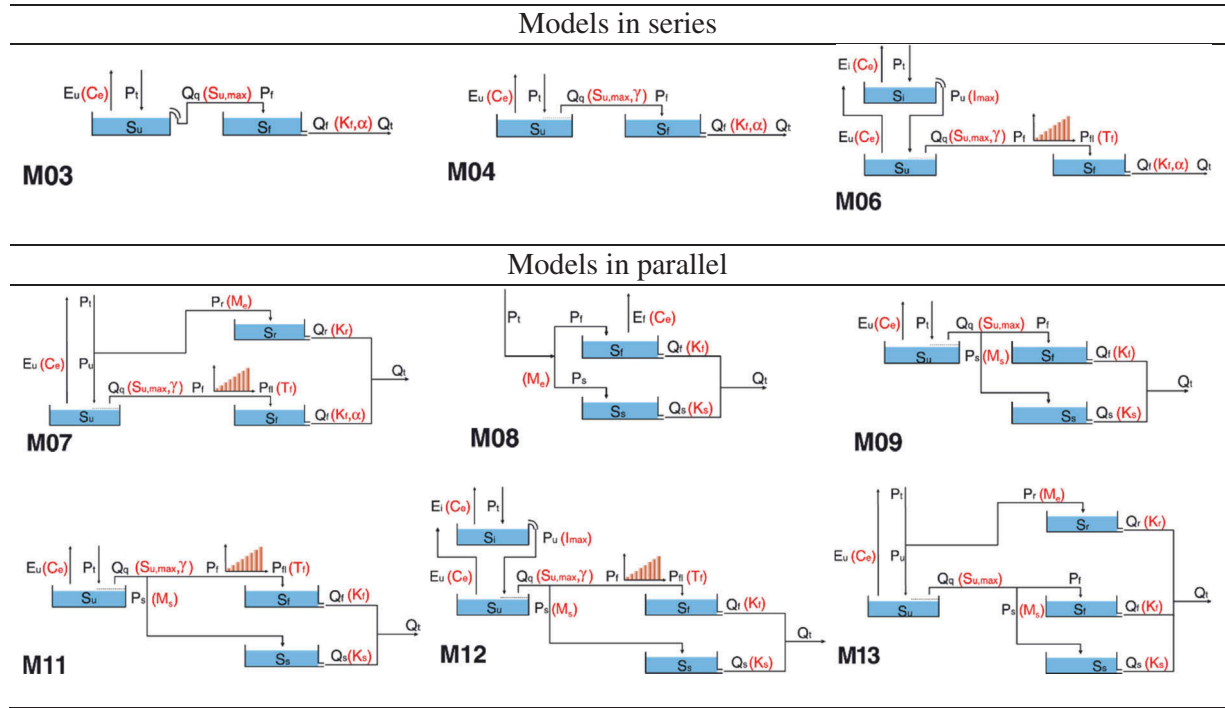 Models in series
Eu (Ce) Pt Qq (Su,max) Pf
Su Sf Qf (Kf,α) Qt
M03
Eu (Ce) Pt Qq (Su,max,γ) Pf
Su Sf Qf (Kf,α) Qt
M04
Ei (Ce) Pt
Si Pu (Imax)
Eu (Ce) Qq (Su,max,γ) Pf Pfl (Tf)
Su Sf Qf (Kf,α) Qt
M06
Models in parallel
Pt Pr (Me)
Sr Qr (Kr)
Eu (Ce) Pu Qt
Qq (Su,max,γ) Pf Pfl (Tf)
Su Sf Qf (Kf,α)
M07
Pt Pf Ef (Ce)
Sf Qf (Kf)
(Me) Ps Qt
Ss Qs (Ks)
M08
Eu (Ce) Pt Qq (Su,max) Pf
Su Ps (Ms) Sf Qf (Kf)
Qt
Ss Qs (Ks)
M09
Eu (Ce) Pt Qq (Su,max,γ) Pf Pfl (Tf)
Su Ps (Ms) Sf Qf (Kf)
Qt
Ss Qs (Ks)
M11
Ei (Ce) Pt
Si Pu (Imax)
Eu (Ce) Qq (Su,max,γ) Pf Pfl (Tf)
Su Ps (Ms) Sf Qf (Kf)
Qt
Ss Qs (Ks)
M12
Pt Pr (Me)
Sr Qr (Kr)
Eu (Ce) Pu
Qq (Su,max) Pf Qt
Su Ps (Ms) Sf Qf (Kf)
Ss Qs (Ks)
M13